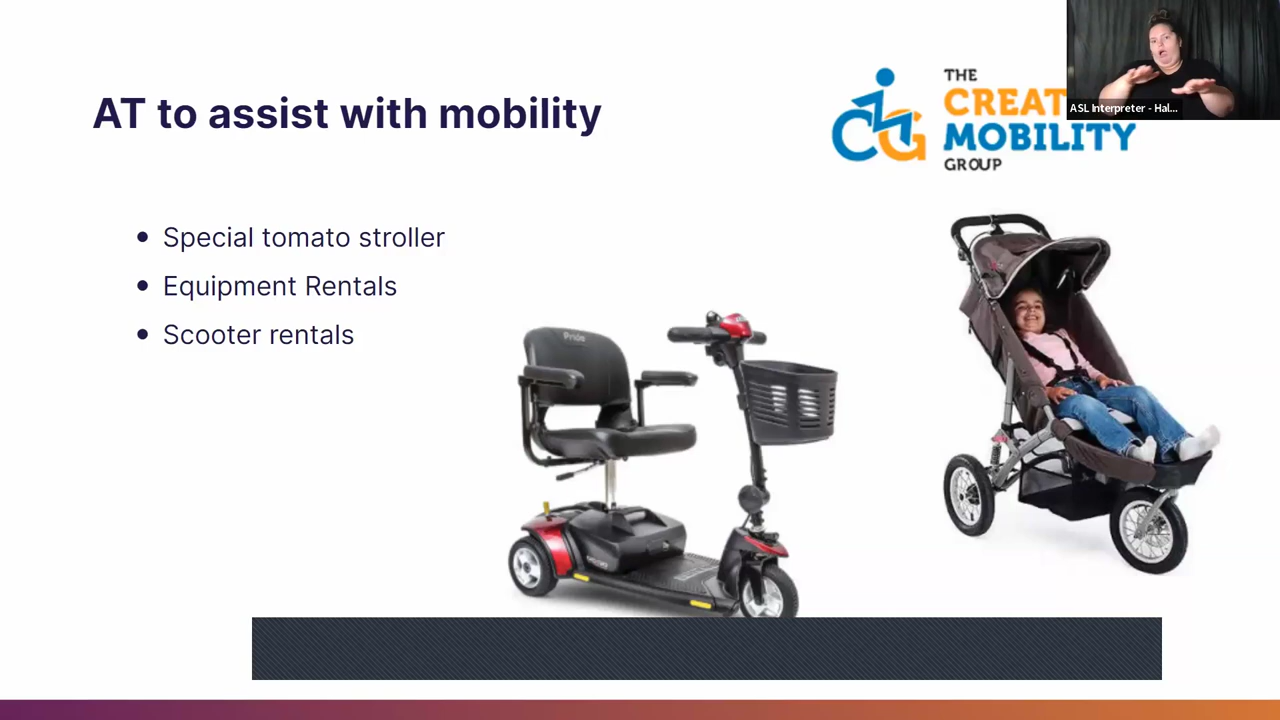 AT to assist with mobility
THE
CREAT
MOBILITY
GROUP
ASL Interpreter - Hal...
• Special tomato stroller
• Equipment Rentals
• Scooter rentals
Pride